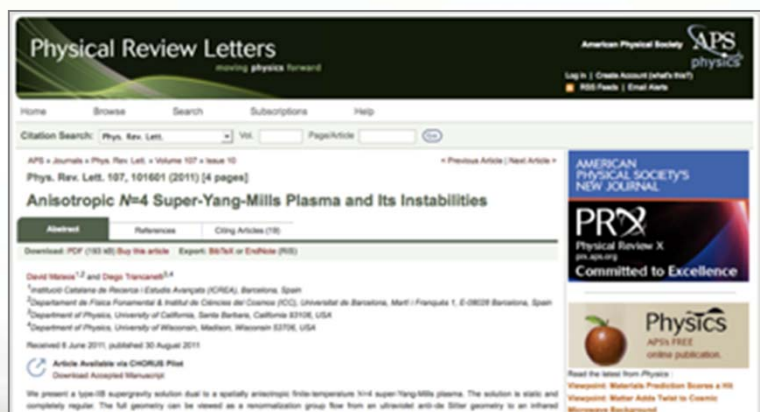 Physical Review Letters
moving physics forward
American Physical Society
APS
physics
Log in | Create Account (what's this?)
RSS Feeds | Email Alerts
Home Browse Search Subscriptions Help
Citation Search: Phys. Rev. Lett. Vol. Page/Article Go
APS » Journals » Phys. Rev. Lett. » Volume 107 » Issue 10
« Previous Article | Next Article »
Phys. Rev. Lett. 107, 101601 (2011) [4 pages]
Anisotropic N=4 Super-Yang-Mills Plasma and Its Instabilities
Abstract References Citing Articles (19)
Download: PDF (193 kB) Buy this article Export: BibTeX or EndNote (RIS)
David Mateos1,2 and Diego Trancanelli3,4
1Institució Catalana de Recerca i Estudis Avançats (ICREA), Barcelona, Spain
2Departament de Física Fonamental & Institut de Ciències del Cosmos (ICC), Universitat de Barcelona, Martí i Franquès 1, E-08028 Barcelona, Spain
3Department of Physics, University of California, Santa Barbara, California 93106, USA
4Department of Physics, University of Wisconsin, Madison, Wisconsin 53706, USA
Received 6 June 2011; published 30 August 2011
Article Available via CHORUS Pilot
Download Accepted Manuscript
We present a type-IIB supergravity solution dual to a spatially anisotropic finite-temperature N=4 super-Yang-Mills plasma. The solution is static and
completely regular. The full geometry can be viewed as a renormalization group flow from an ultraviolet anti-de Sitter geometry to an infrared
AMERICAN
PHYSICAL SOCIETY'S
NEW JOURNAL
PRX
Physical Review X
prx.aps.org
Committed to Excellence
Physics
APS's FREE
online publication.
Read the latest from Physics:
Viewpoint: Materials Prediction Scores a Hit
Viewpoint: Matter Adds Twist to Cosmic
Microwave Background